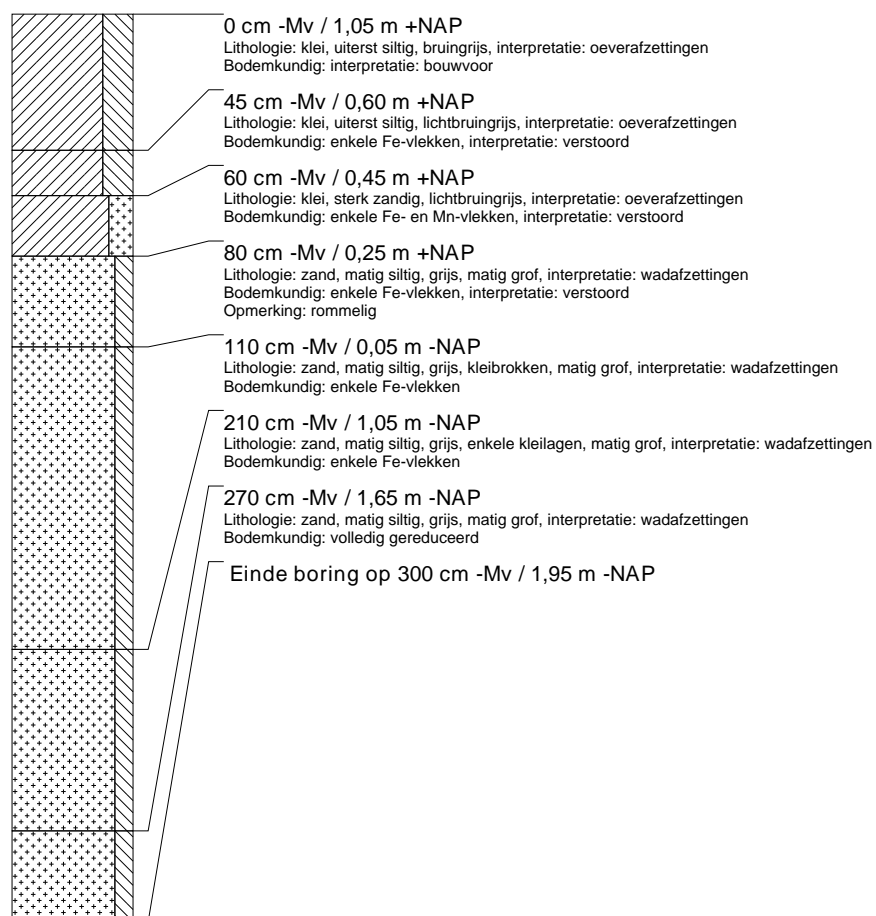 0 cm -Mv / 1,05 m +NAP
Lithologie: klei, uiterst siltig, bruingrijs, interpretatie: oeverafzettingen
Bodemkundig: interpretatie: bouwvoor
45 cm -Mv / 0,60 m +NAP
Lithologie: klei, uiterst siltig, lichtbruingrijs, interpretatie: oeverafzettingen
Bodemkundig: enkele Fe-vlekken, interpretatie: verstoord
60 cm -Mv / 0,45 m +NAP
Lithologie: klei, sterk zandig, lichtbruingrijs, interpretatie: oeverafzettingen
Bodemkundig: enkele Fe- en Mn-vlekken, interpretatie: verstoord
80 cm -Mv / 0,25 m +NAP
Lithologie: zand, matig siltig, grijs, matig grof, interpretatie: wadafzettingen
Bodemkundig: enkele Fe-vlekken, interpretatie: verstoord
Opmerking: rommelig
110 cm -Mv / 0,05 m -NAP
Lithologie: zand, matig siltig, grijs, kleibrokken, matig grof, interpretatie: wadafzettingen
Bodemkundig: enkele Fe-vlekken
210 cm -Mv / 1,05 m -NAP
Lithologie: zand, matig siltig, grijs, enkele kleilagen, matig grof, interpretatie: wadafzettingen
Bodemkundig: enkele Fe-vlekken
270 cm -Mv / 1,65 m -NAP
Lithologie: zand, matig siltig, grijs, matig grof, interpretatie: wadafzettingen
Bodemkundig: volledig gereduceerd
Einde boring op 300 cm -Mv / 1,95 m -NAP